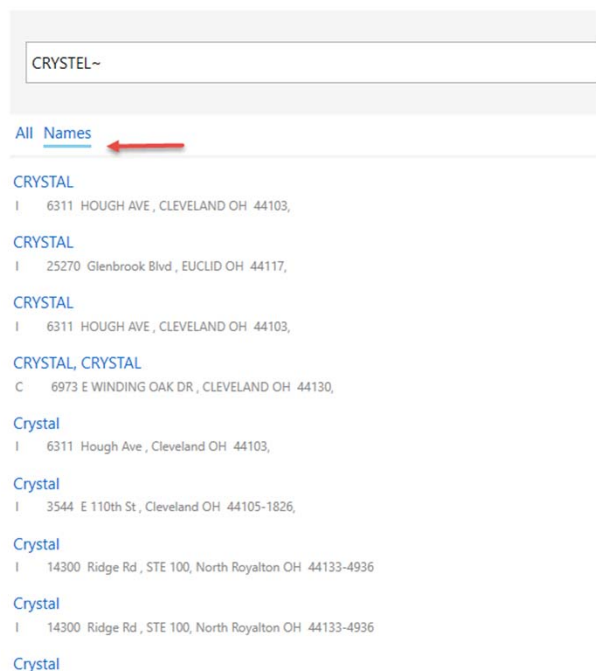 CRYSTEL~
All Names
CRYSTAL
I 6311 HOUGH AVE , CLEVELAND OH 44103,
CRYSTAL
I 25270 Glenbrook Blvd , EUCLID OH 44117,
CRYSTAL
I 6311 HOUGH AVE , CLEVELAND OH 44103,
CRYSTAL, CRYSTAL
C 6973 E WINDING OAK DR , CLEVELAND OH 44130,
Crystal
I 6311 Hough Ave , Cleveland OH 44103,
Crystal
I 3544 E 110th St , Cleveland OH 44105-1826,
Crystal
I 14300 Ridge Rd , STE 100, North Royalton OH 44133-4936
Crystal
I 14300 Ridge Rd , STE 100, North Royalton OH 44133-4936
Crystal